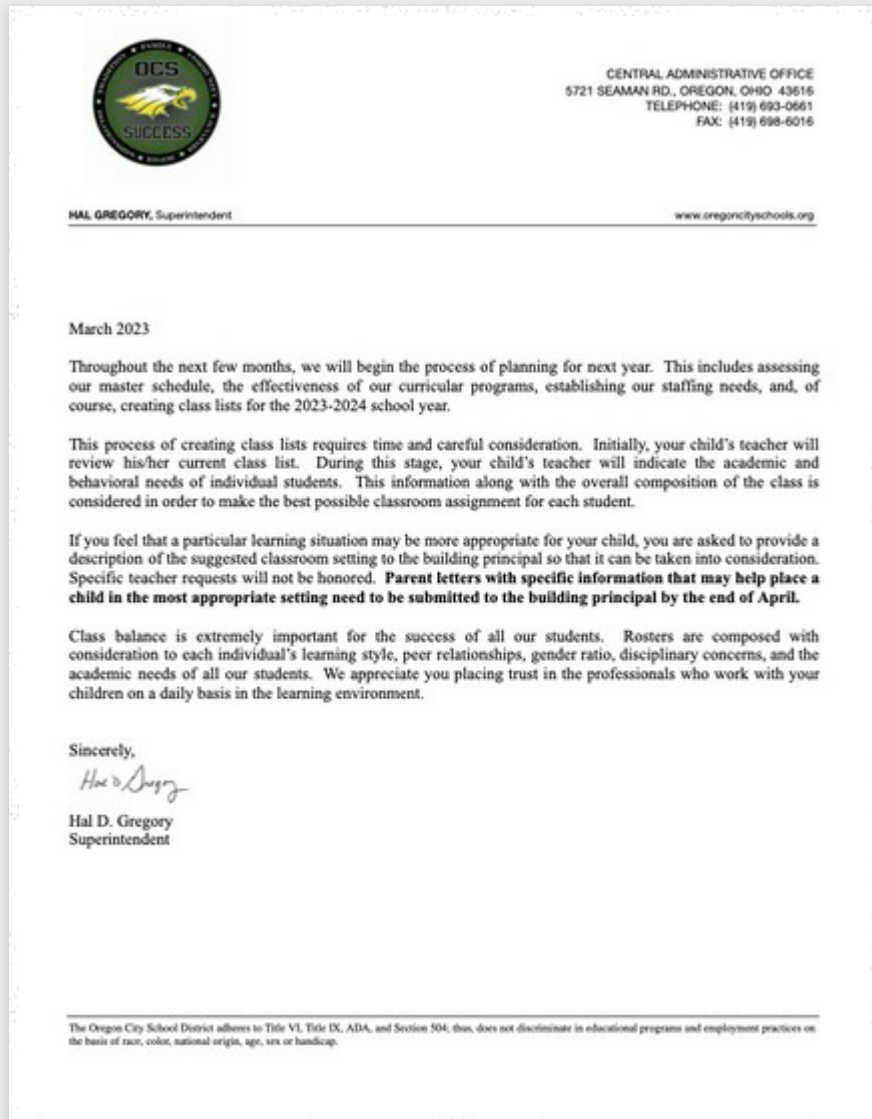 OCS
SUCCESS
CENTRAL ADMINISTRATIVE OFFICE
5721 SEAMAN RD., OREGON, OHIO 43616
TELEPHONE: (419) 693-0661
FAX: (419) 698-6016
HAL GREGORY, Superintendent
www.oregoncityschools.org
March 2023
Throughout the next few months, we will begin the process of planning for next year. This includes assessing
our master schedule, the effectiveness of our curricular programs, establishing our staffing needs, and, of
course, creating class lists for the 2023-2024 school year.
This process of creating class lists requires time and careful consideration. Initially, your child's teacher will
review his/her current class list. During this stage, your child's teacher will indicate the academic and
behavioral needs of individual students. This information along with the overall composition of the class is
considered in order to make the best possible classroom assignment for each student.
If you feel that a particular learning situation may be more appropriate for your child, you are asked to provide a
description of the suggested classroom setting to the building principal so that it can be taken into consideration.
Specific teacher requests will not be honored. Parent letters with specific information that may help place a
child in the most appropriate setting need to be submitted to the building principal by the end of April.
Class balance is extremely important for the success of all our students. Rosters are composed with
consideration to each individual's learning style, peer relationships, gender ratio, disciplinary concerns, and the
academic needs of all our students. We appreciate you placing trust in the professionals who work with your
children on a daily basis in the learning environment.
Sincerely,
Hal D Gregory
Hal D. Gregory
Superintendent
The Oregon City School District adheres to Title VI, Title IX, ADA, and Section 504; thus, does not discriminate in educational programs and employment practices on
the basis of race, color, national origin, age, sex or handicap.